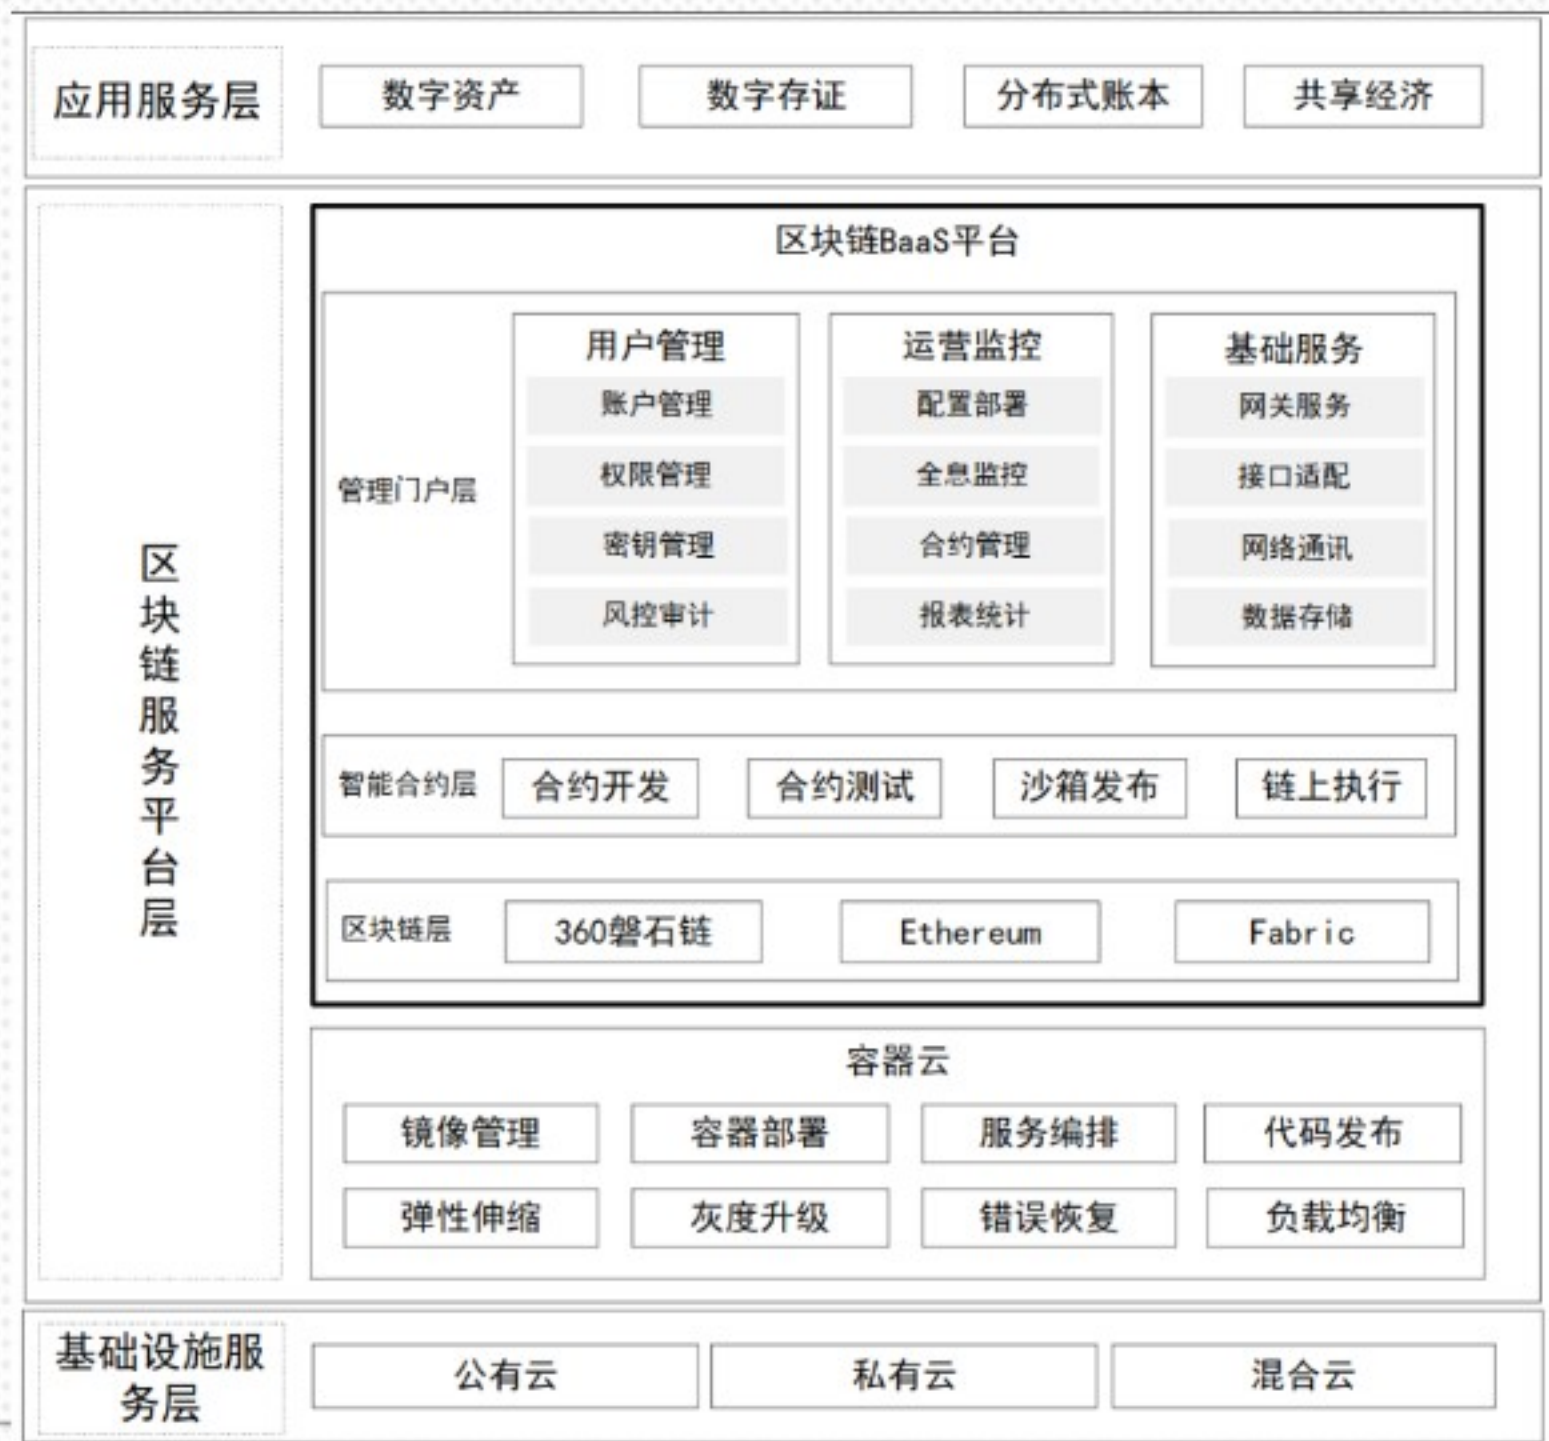 应用服务层
数字资产
数字存证
分布式账本
共享经济
区块链服务平台层
区块链BaaS平台
管理门户层
用户管理
账户管理
权限管理
密钥管理
风控审计
运营监控
配置部署
全息监控
合约管理
报表统计
基础服务
网关服务
接口适配
网络通讯
数据存储
智能合约层
合约开发
合约测试
沙箱发布
链上执行
区块链层
360磐石链
Ethereum
Fabric
容器云
镜像管理
容器部署
服务编排
代码发布
弹性伸缩
灰度升级
错误恢复
负载均衡
基础设施服
务层
公有云
私有云
混合云